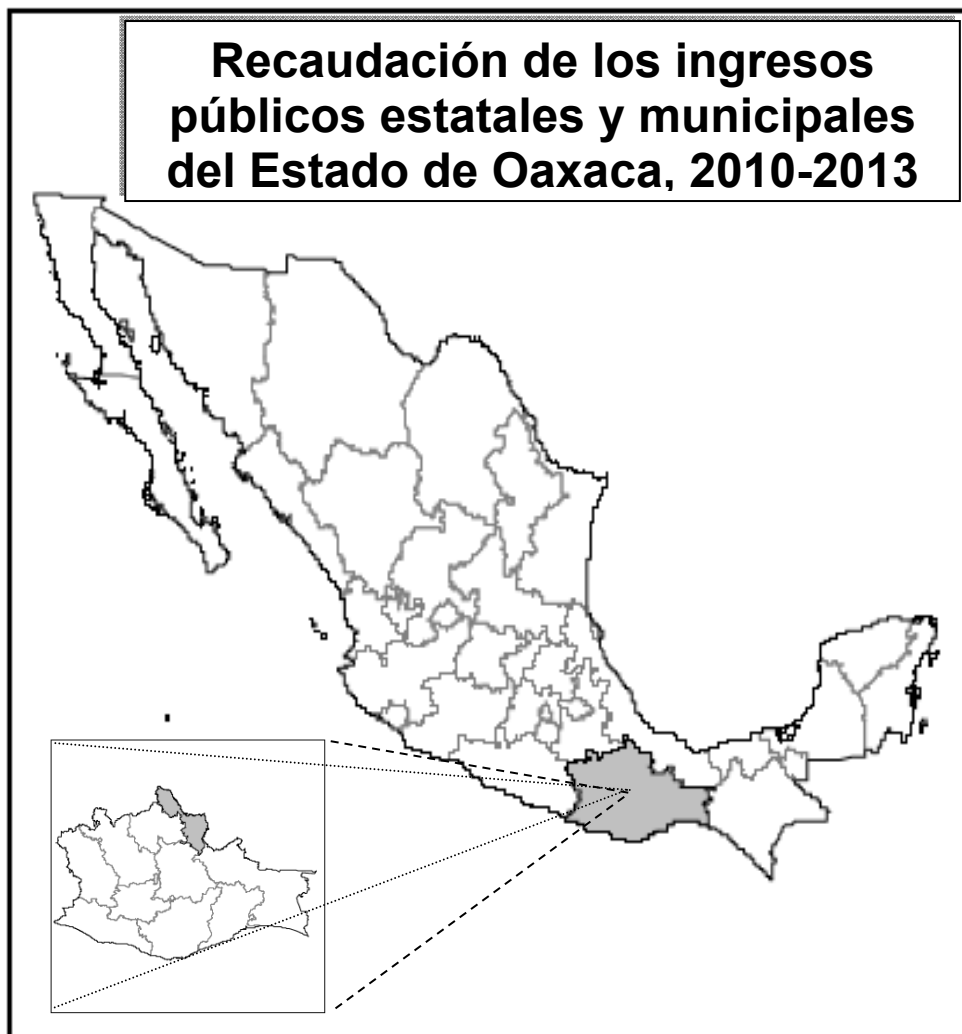 Recaudación de los ingresos
públicos estatales y municipales
del Estado de Oaxaca, 2010-2013